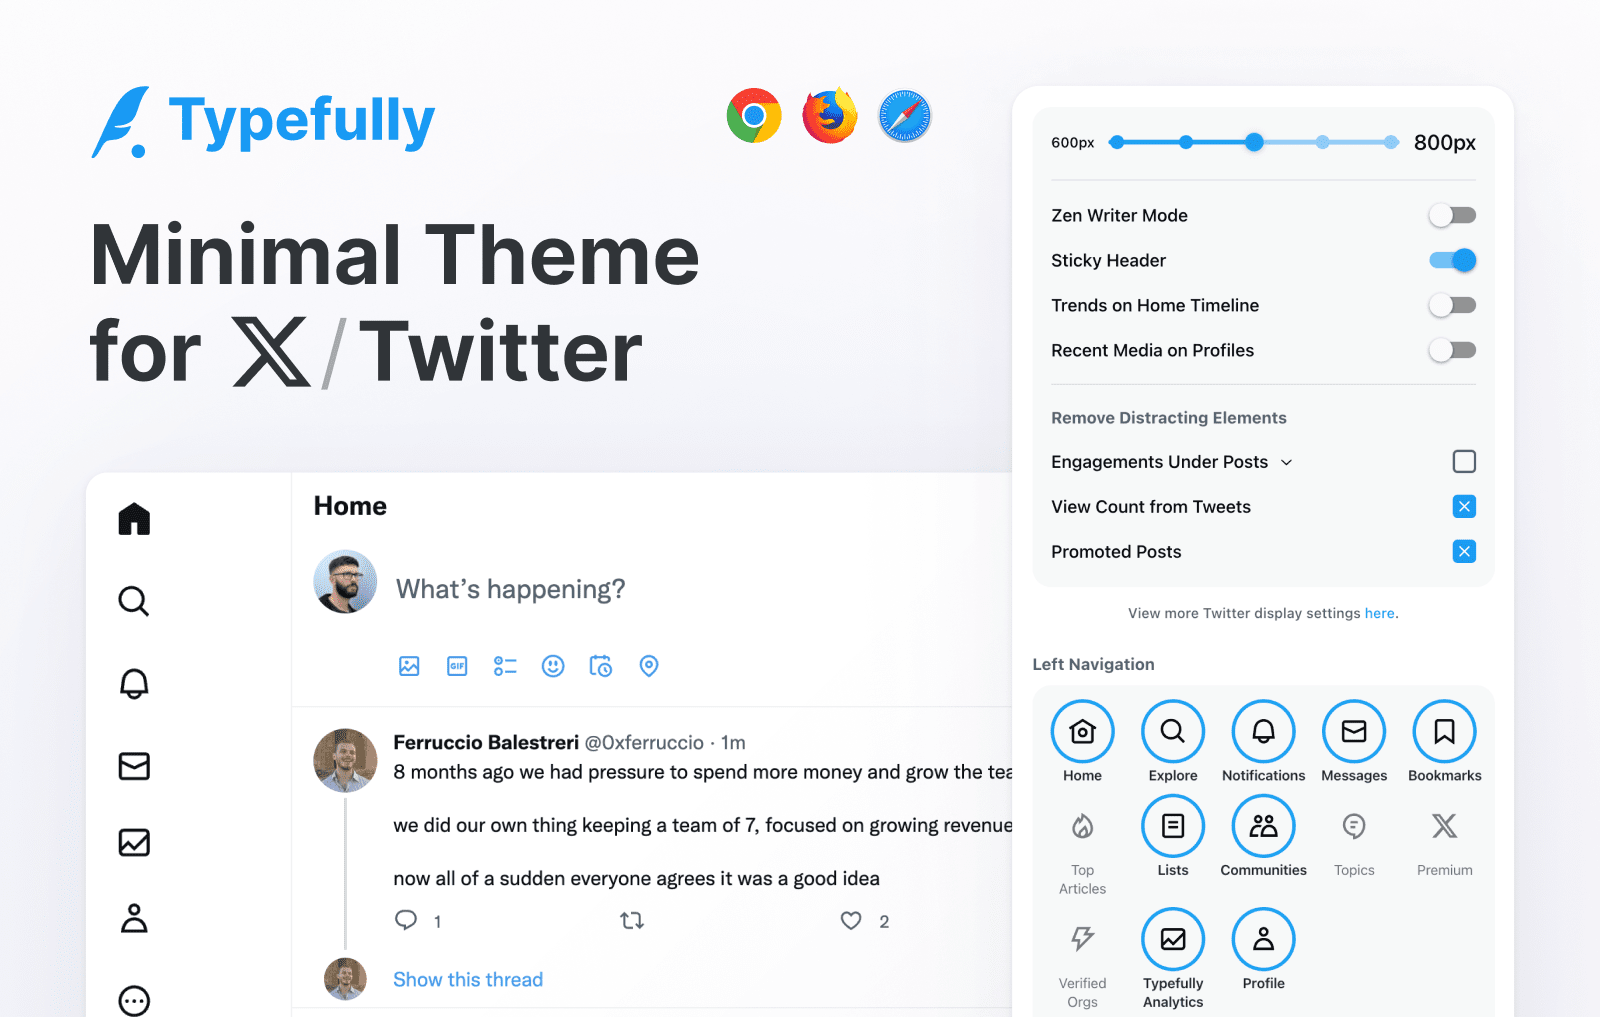 Typefully
Minimal Theme
for X/Twitter
Home
What's happening?
GIF
Ferruccio Balestreri @0xferruccio · 1m
8 months ago we had pressure to spend more money and grow the tea
we did our own thing keeping a team of 7, focused on growing revenue
now all of a sudden everyone agrees it was a good idea
1
2
Show this thread
600px
800px
Zen Writer Mode
Sticky Header
Trends on Home Timeline
Recent Media on Profiles
Remove Distracting Elements
Engagements Under Posts
View Count from Tweets
Promoted Posts
View more Twitter display settings here.
Left Navigation
Home
Explore
Notifications
Messages
Bookmarks
Top
Articles
Lists
Communities
Topics
Premium
Verified
Orgs
Typefully
Analytics
Profile